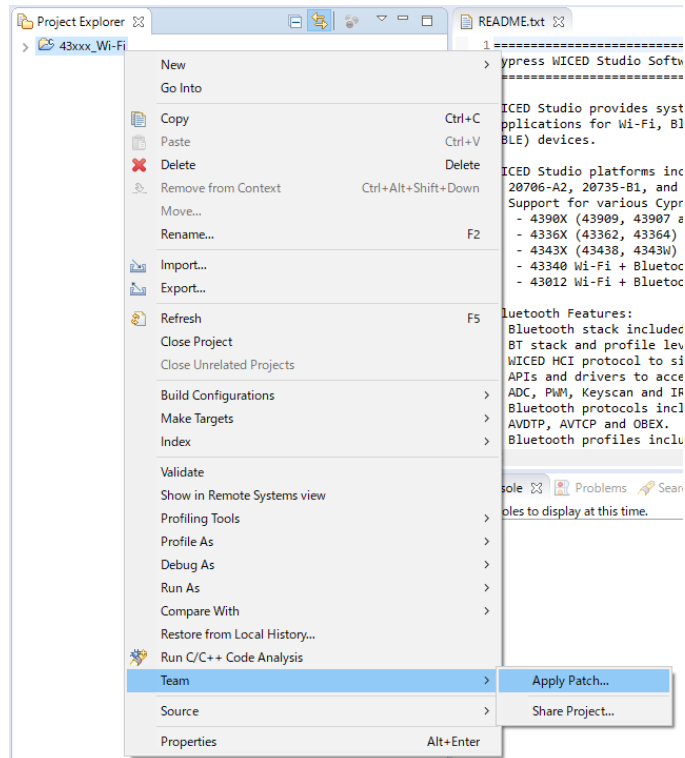 Project Explorer
README.txt
43xxx_Wi-Fi
1 ==========================
ypress WICED Studio Softw
==========================
ICED Studio provides syst
pplications for Wi-Fi, Bl
BLE) devices.
ICED Studio platforms inc
20706-A2, 20735-B1, and
Support for various Cypr
- 4390X (43909, 43907 a
- 4336X (43362, 43364)
- 4343X (43438, 4343W)
- 43340 Wi-Fi + Bluetoo
- 43012 Wi-Fi + Bluetoo
luetooth Features:
Bluetooth stack included
BT stack and profile lev
WICED HCI protocol to si
APIs and drivers to acce
ADC, PWM, Keyscan and IR
Bluetooth protocols incl
AVDTP, AVTCP and OBEX.
Bluetooth profiles inclu
New
Go Into
Copy Ctrl+C
Paste Ctrl+V
Delete Delete
Remove from Context Ctrl+Alt+Shift+Down
Move...
Rename... F2
Import...
Export...
Refresh F5
Close Project
Close Unrelated Projects
Build Configurations
Make Targets
Index
Validate
Show in Remote Systems view
Profiling Tools
Profile As
Debug As
Run As
Compare With
Restore from Local History...
Run C/C++ Code Analysis
Team
Source
Properties Alt+Enter
Apply Patch...
Share Project...
sole Problems Sear
oles to display at this time.